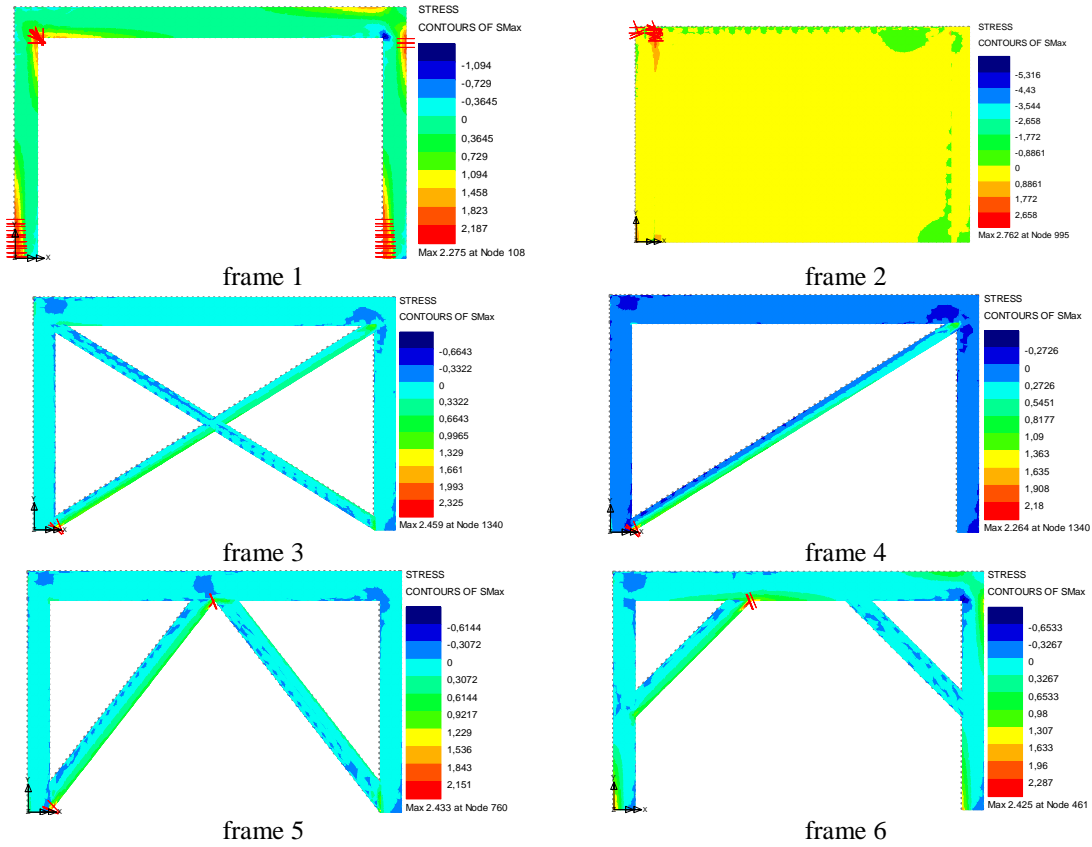 STRESS
CONTOURS OF SMax
-1,094
-0,729
-0,3645
0
0,3645
0,729
1,094
1,458
1,823
2,187
Max 2.275 at Node 108
Y
Z X
frame 1
STRESS
CONTOURS OF SMax
-5,316
-4,43
-3,544
-2,658
-1,772
-0,8861
0
0,8861
1,772
2,658
Max 2.762 at Node 995
Y
Z X
frame 2
STRESS
CONTOURS OF SMax
-0,6643
-0,3322
0
0,3322
0,6643
0,9965
1,329
1,661
1,993
2,325
Max 2.459 at Node 1340
Y
Z X
frame 3
STRESS
CONTOURS OF SMax
-0,2726
0
0,2726
0,5451
0,8177
1,09
1,363
1,635
1,908
2,18
Max 2.264 at Node 1340
Y
Z X
frame 4
STRESS
CONTOURS OF SMax
-0,6144
-0,3072
0
0,3072
0,6144
0,9217
1,229
1,536
1,843
2,151
Max 2.433 at Node 760
Y
Z X
frame 5
STRESS
CONTOURS OF SMax
-0,6533
-0,3267
0
0,3267
0,6533
0,98
1,307
1,633
1,96
2,287
Max 2.425 at Node 461
Y
Z X
frame 6